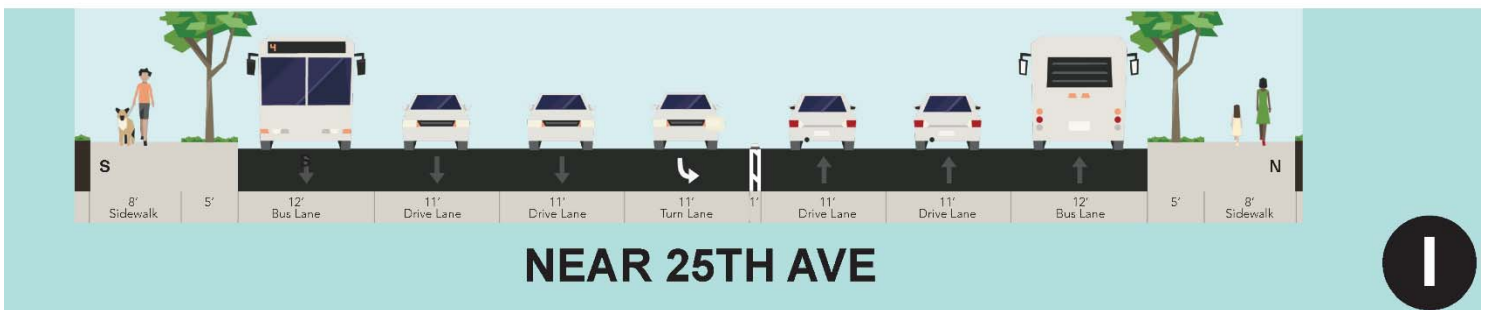 4
S
N
8' 5' 12' 11' 11' 11' 1' 11' 11' 12' 5' 8'
Sidewalk Bus Lane Drive Lane Drive Lane Turn Lane Drive Lane Drive Lane Bus Lane Sidewalk
NEAR 25TH AVE
I